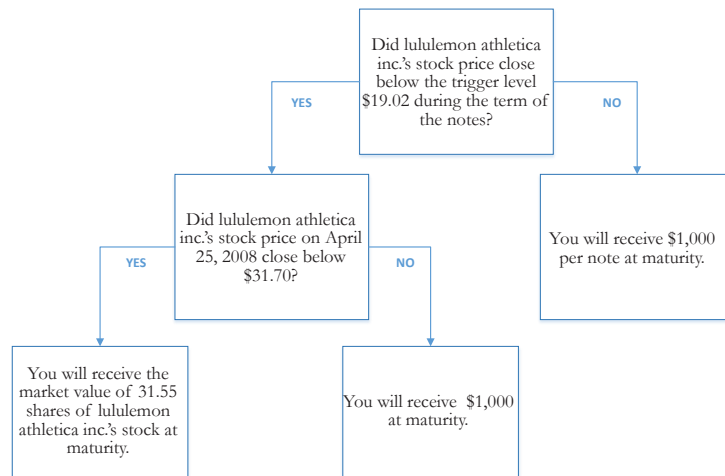 Did lululemon athletica
inc.'s stock price close
below the trigger level
$19.02 during the term of
the notes?
YES
NO
Did lululemon athletica
inc.'s stock price on April
25, 2008 close below
$31.70?
You will receive $1,000
per note at maturity.
YES
NO
You will receive the
market value of 31.55
shares of lululemon
athletica inc.'s stock at
maturity.
You will receive $1,000
at maturity.